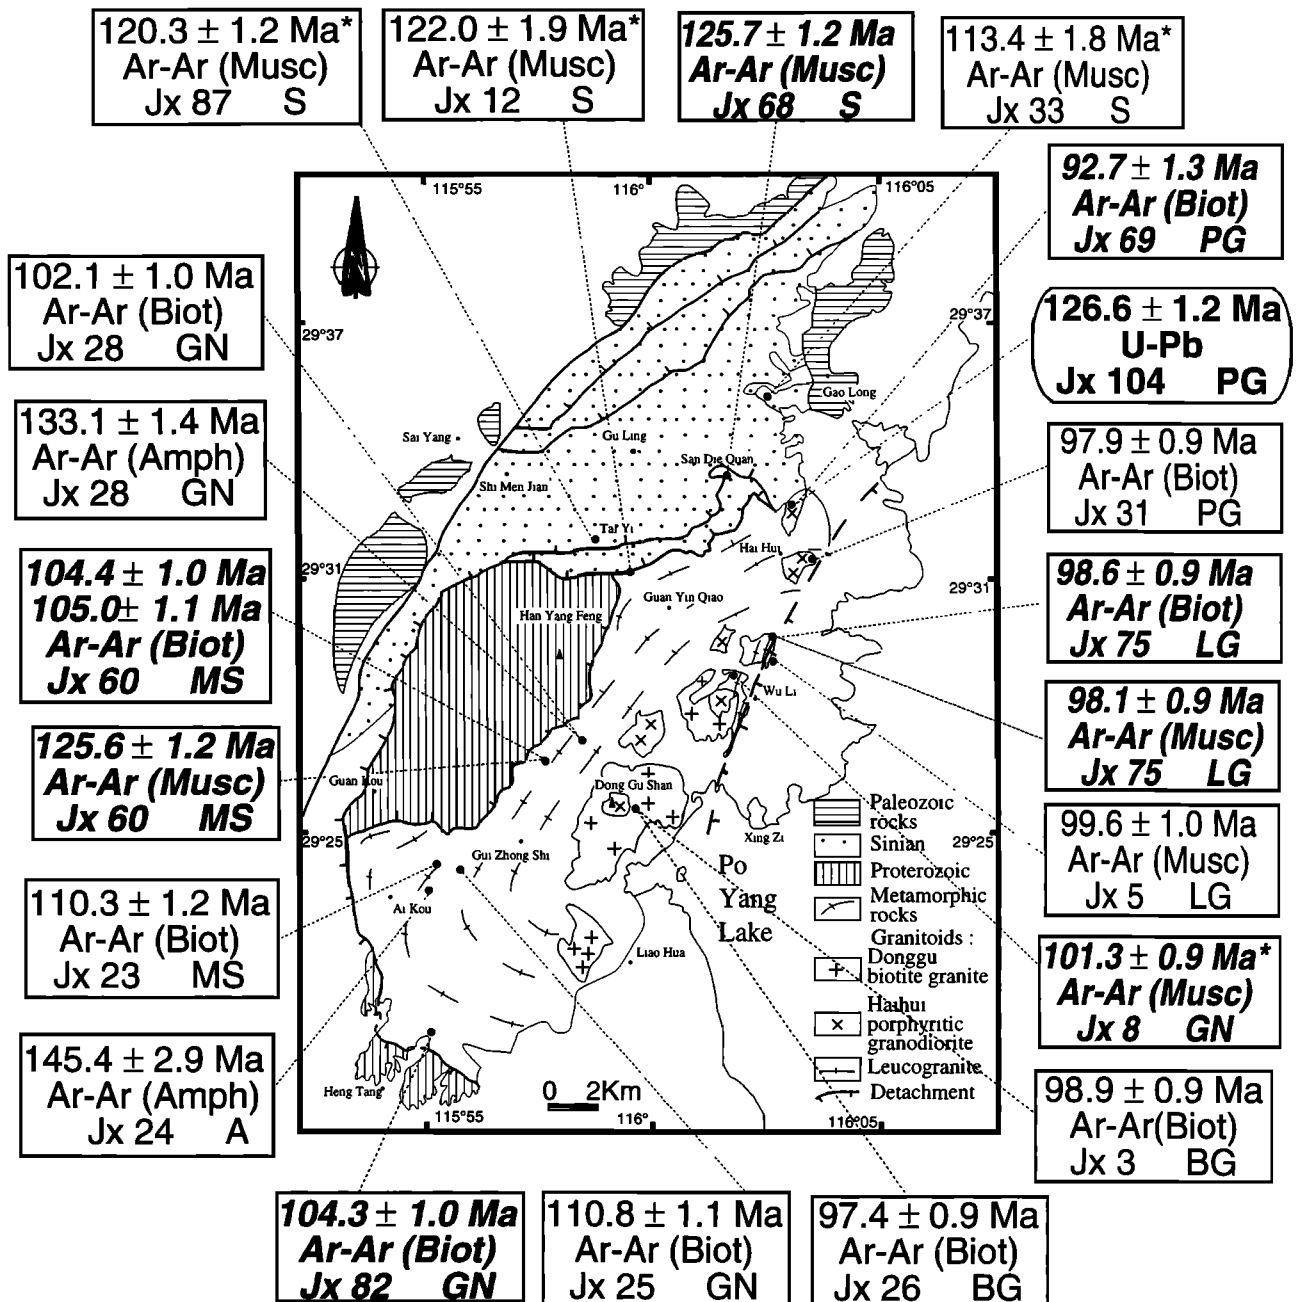 120.3 ± 1.2 Ma*
Ar-Ar (Musc)
Jx 87 S
122.0 ± 1.9 Ma*
Ar-Ar (Musc)
Jx 12 S
125.7 ± 1.2 Ma
Ar-Ar (Musc)
Jx 68 S
113.4 ± 1.8 Ma*
Ar-Ar (Musc)
Jx 33 S
92.7 ± 1.3 Ma
Ar-Ar (Biot)
Jx 69 PG
126.6 ± 1.2 Ma
U-Pb
Jx 104 PG
97.9 ± 0.9 Ma
Ar-Ar (Biot)
Jx 31 PG
98.6 ± 0.9 Ma
Ar-Ar (Biot)
Jx 75 LG
98.1 ± 0.9 Ma
Ar-Ar (Musc)
Jx 75 LG
99.6 ± 1.0 Ma
Ar-Ar (Musc)
Jx 5 LG
101.3 ± 0.9 Ma*
Ar-Ar (Musc)
Jx 8 GN
98.9 ± 0.9 Ma
Ar-Ar(Biot)
Jx 3 BG
102.1 ± 1.0 Ma
Ar-Ar (Biot)
Jx 28 GN
133.1 ± 1.4 Ma
Ar-Ar (Amph)
Jx 28 GN
104.4 ± 1.0 Ma
105.0± 1.1 Ma
Ar-Ar (Biot)
Jx 60 MS
125.6 ± 1.2 Ma
Ar-Ar (Musc)
Jx 60 MS
110.3 ± 1.2 Ma
Ar-Ar (Biot)
Jx 23 MS
145.4 ± 2.9 Ma
Ar-Ar (Amph)
Jx 24 A
104.3 ± 1.0 Ma
Ar-Ar (Biot)
Jx 82 GN
110.8 ± 1.1 Ma
Ar-Ar (Biot)
Jx 25 GN
97.4 ± 0.9 Ma
Ar-Ar (Biot)
Jx 26 BG
115°55
116°
116°05
29°37
29°37
Gao Long
Sai Yang
Gu Ling
San Die Quan
Shi Men Jian
Tai Yi
Hai Hui
29°31
29°31
Guan Yin Qiao
Han Yang Feng
Wu Li
Guan Kou
Dong Gu Shan
29°25
29°25
Xing Zi
Gui Zhong Shi
Ai Kou
Po
Yang
Lake
Liao Hua
Heng Tang
Paleozoic
rocks
Sinian
Proterozoic
Metamorphic
rocks
Granitoids :
Donggu
biotite granite
Haihui
porphyritic
granodiorite
Leucogranite
Detachment
0 2Km
115°55
116°
116°05